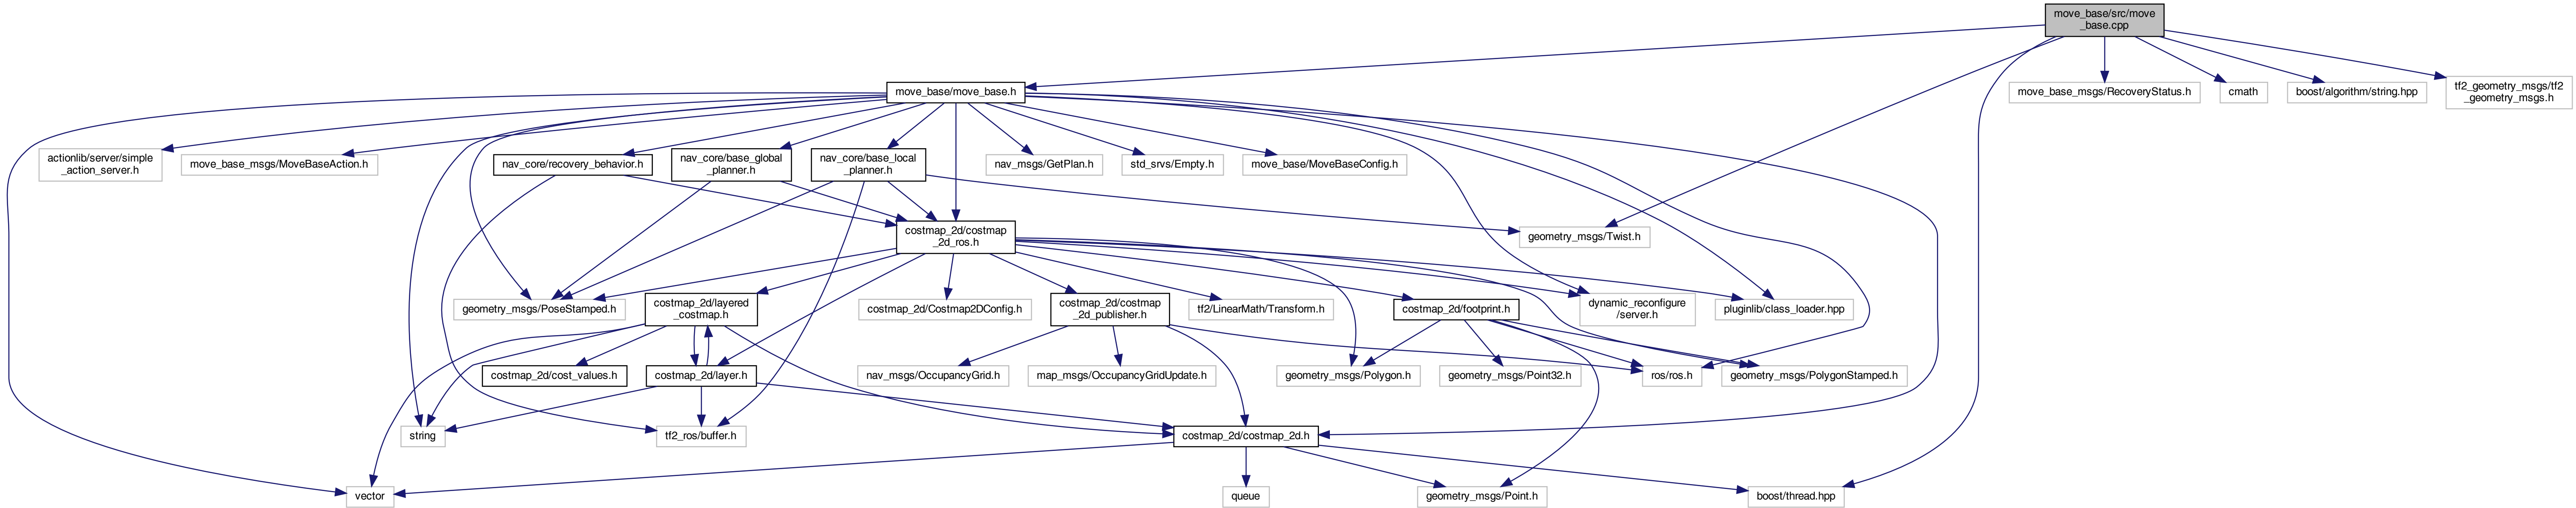 move_base/src/move
_base.cpp
move_base/move_base.h
move_base_msgs/RecoveryStatus.h
cmath
boost/algorithm/string.hpp
tf2_geometry_msgs/tf2
_geometry_msgs.h
actionlib/server/simple
_action_server.h
move_base_msgs/MoveBaseAction.h
nav_core/recovery_behavior.h
nav_core/base_global
_planner.h
nav_core/base_local
_planner.h
nav_msgs/GetPlan.h
std_srvs/Empty.h
move_base/MoveBaseConfig.h
costmap_2d/costmap
_2d_ros.h
geometry_msgs/Twist.h
geometry_msgs/PoseStamped.h
costmap_2d/layered
_costmap.h
costmap_2d/Costmap2DConfig.h
costmap_2d/costmap
_2d_publisher.h
tf2/LinearMath/Transform.h
costmap_2d/footprint.h
dynamic_reconfigure
/server.h
pluginlib/class_loader.hpp
costmap_2d/cost_values.h
costmap_2d/layer.h
nav_msgs/OccupancyGrid.h
map_msgs/OccupancyGridUpdate.h
geometry_msgs/Polygon.h
geometry_msgs/Point32.h
ros/ros.h
geometry_msgs/PolygonStamped.h
string
tf2_ros/buffer.h
costmap_2d/costmap_2d.h
vector
queue
geometry_msgs/Point.h
boost/thread.hpp